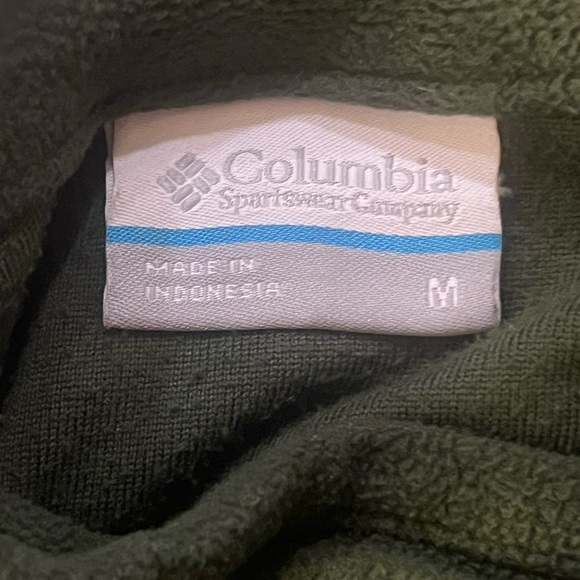 Columbia
Sportswear Company
MADE IN
INDONESIA
M